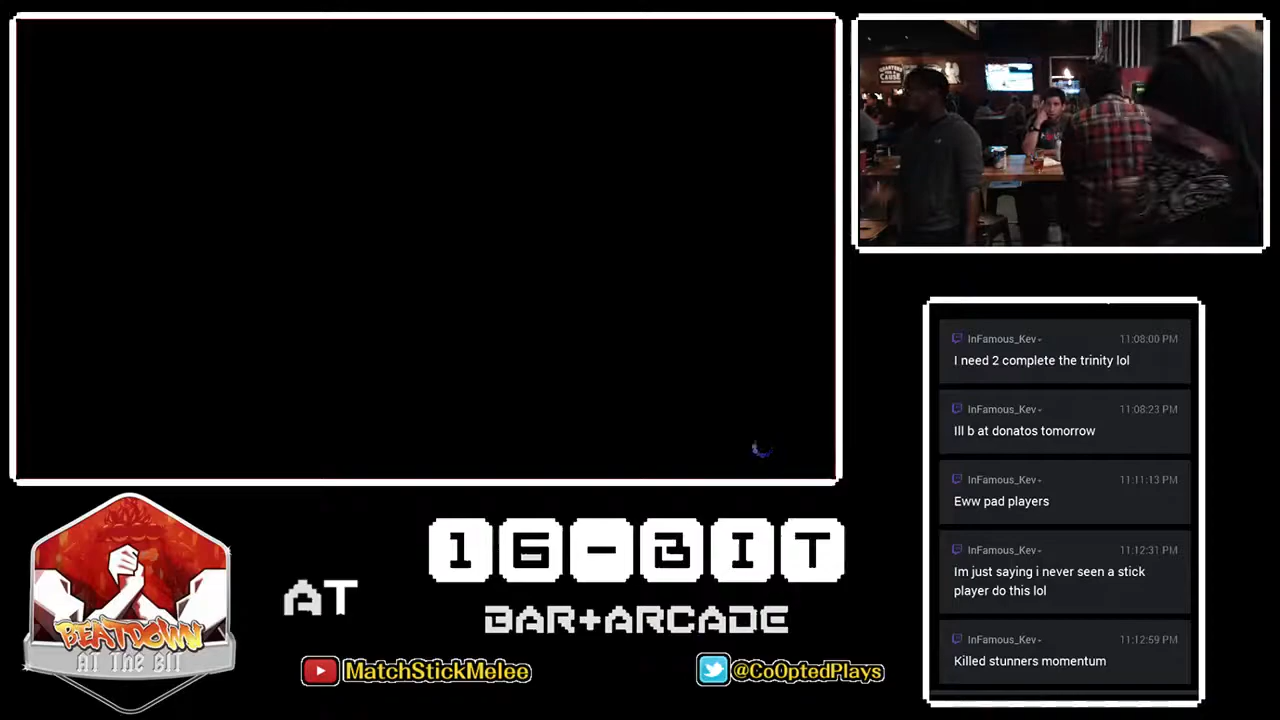 InFamous_Kev
11:08:00 PM
I need 2 complete the trinity lol
InFamous_Kev
11:08:23 PM
Ill b at donatos tomorrow
InFamous_Kev
11:11:13 PM
Eww pad players
InFamous_Kev
11:12:31 PM
Im just saying i never seen a stick
player do this lol
InFamous_Kev
11:12:59 PM
Killed stunners momentum
BEATDOWN
AT THE BIT
AT
16-BIT
BAR+ARCADE
MatchStickMelee
@CoOptedPlays